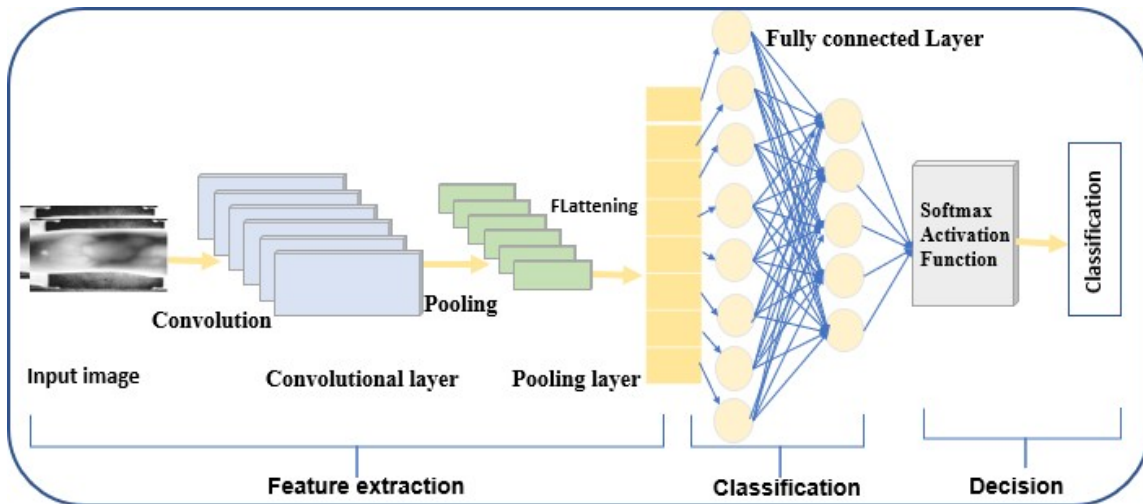 Fully connected Layer
FLattening
Softmax
Activation
Function
Classification
Convolution
Pooling
Input image
Convolutional layer
Pooling layer
Feature extraction
Classification
Decision